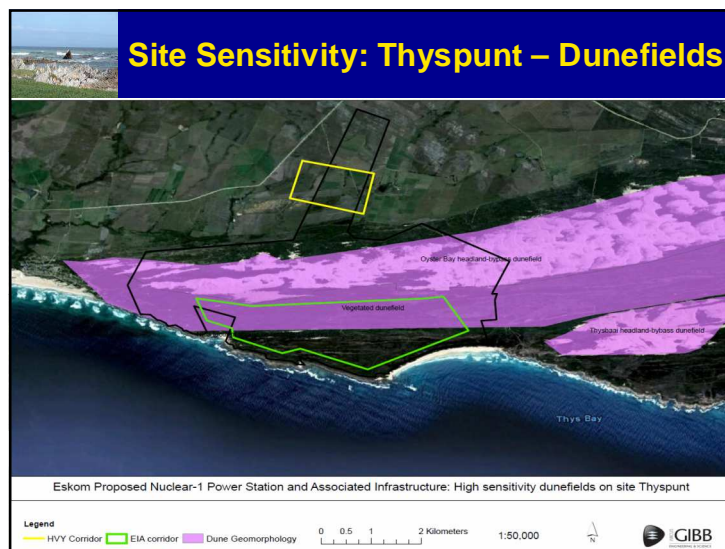 Site Sensitivity: Thyspunt – Dunefields
Oyster Bay headland-bypass dunefield
Vegetated dunefield
Thysbaai headland-bypass dunefield
Thys Bay
Eskom Proposed Nuclear-1 Power Station and Associated Infrastructure: High sensitivity dunefields on site Thyspunt
Legend
HVY Corridor EIA corridor Dune Geomorphology
0 0.5 1 2 Kilometers
1:50,000
N
GIBB